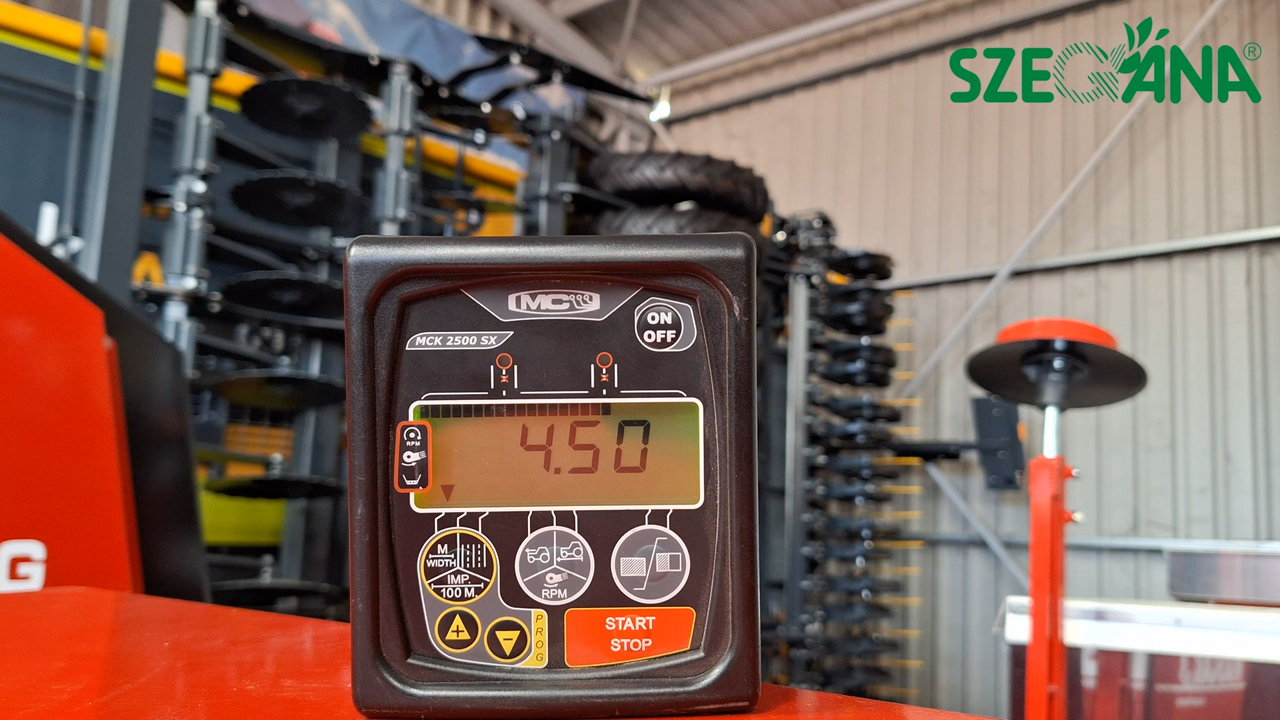 SZEGÁNA®
MC
ON
OFF
MCK 2500 SX
RPM
4.50
M
WIDTH
IMP.
100 M.
RPM
START
STOP
PROG
G